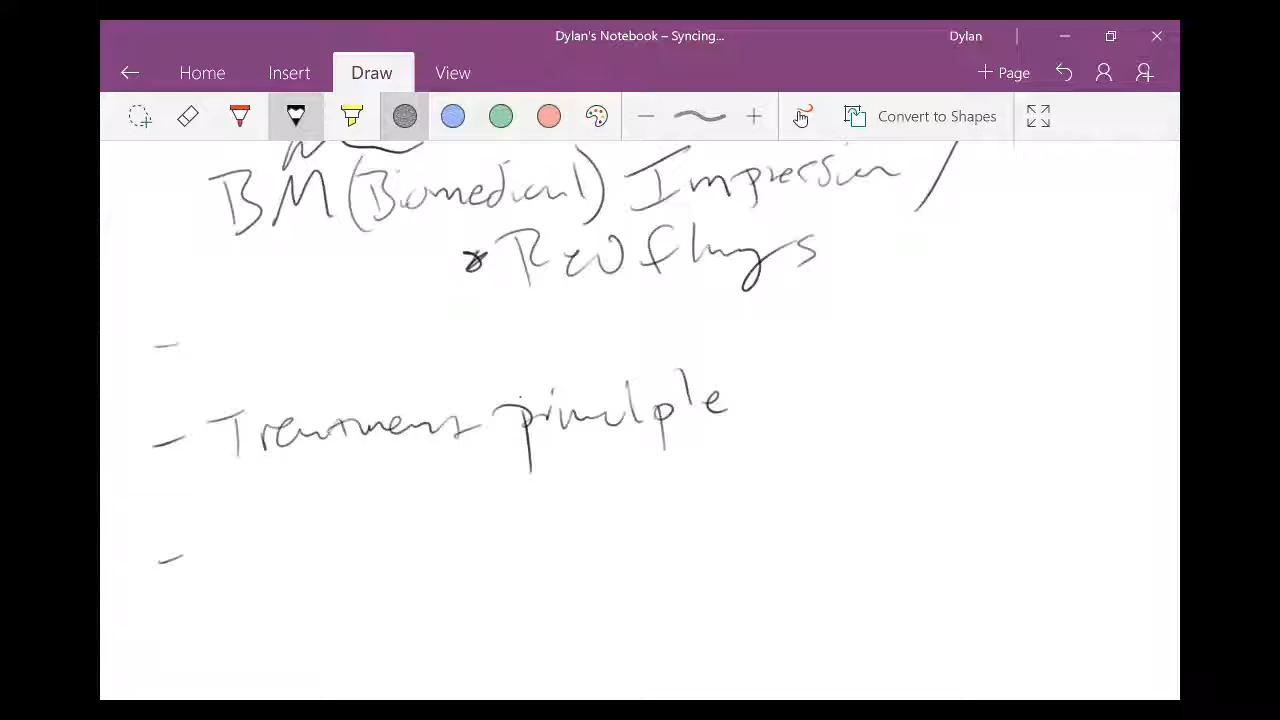 Dylan's Notebook – Syncing...
Dylan
Home Insert Draw View
Page
Convert to Shapes
BM (Biomedical) Impression /
* Red flags
-
- Treatment principle
-